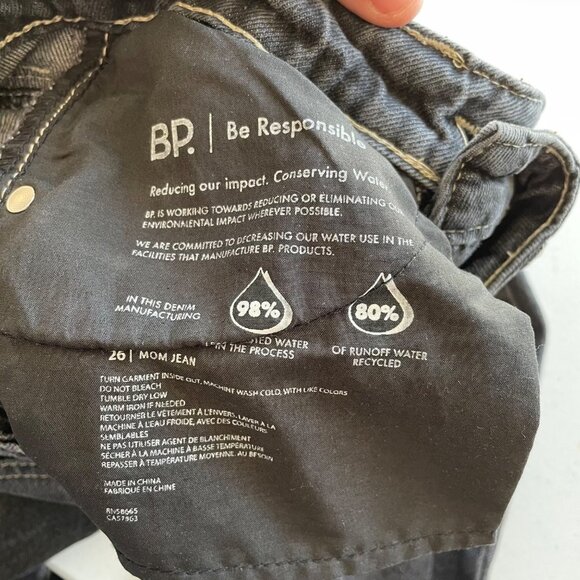 BP. | Be Responsible
Reducing our impact. Conserving Water
BP. IS WORKING TOWARDS REDUCING OR ELIMINATING OUR
ENVIRONMENTAL IMPACT WHEREVER POSSIBLE.
WE ARE COMMITTED TO DECREASING OUR WATER USE IN THE
FACILITIES THAT MANUFACTURE BP. PRODUCTS.
IN THIS DENIM
MANUFACTURING
98%
WATER
IN THE PROCESS
80%
OF RUNOFF WATER
RECYCLED
26 | MOM JEAN
TURN GARMENT INSIDE OUT, MACHINE WASH COLD, WITH LIKE COLORS
DO NOT BLEACH
TUMBLE DRY LOW
WARM IRON IF NEEDED
RETOURNER LE VÊTEMENT À L'ENVERS, LAVER À LA
MACHINE À L'EAU FROIDE, AVEC DES COULEURS
SEMBLABLES
NE PAS UTILISER AGENT DE BLANCHIMENT
SÉCHER À LA MACHINE À BASSE TEMPÉRATURE
REPASSER À TEMPÉRATURE MOYENNE, AU BESOIN
MADE IN CHINA
FABRIQUÉ EN CHINE
RN58665
CA57963